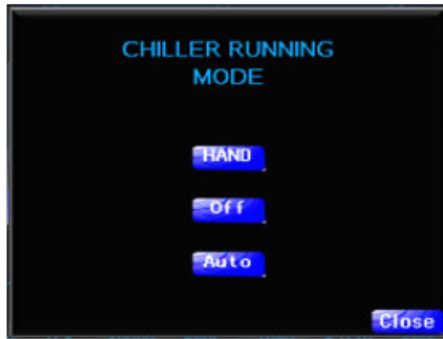 CHILLER RUNNING
MODE
HAND
Off
Auto
Close